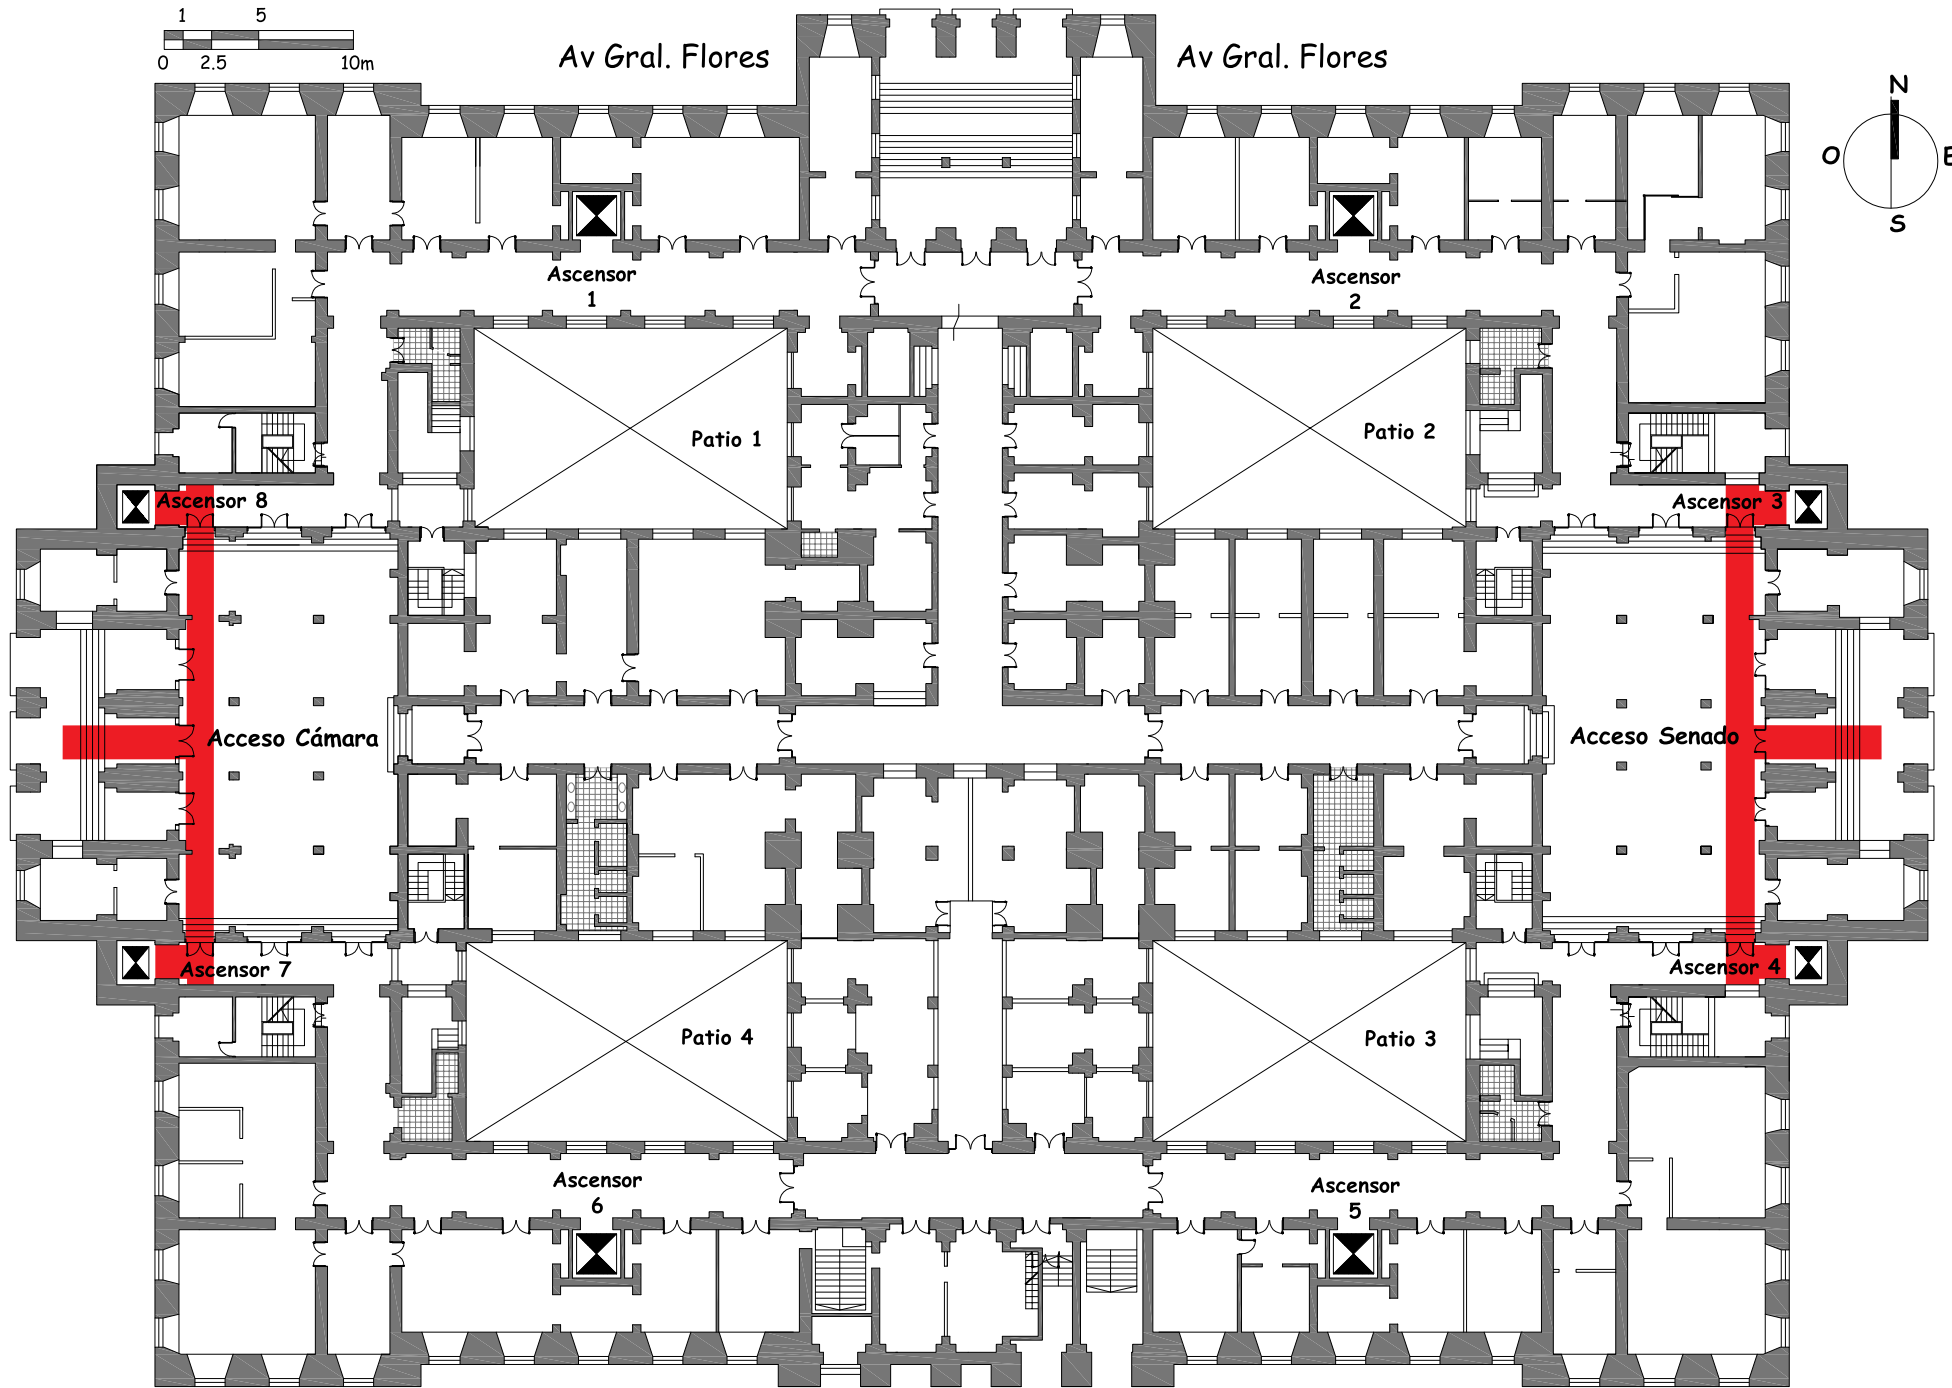 1 5
0 2.5 10m
Av Gral. Flores
Av Gral. Flores
N
O E
S
Ascensor
1
Ascensor
2
Patio 1
Patio 2
Ascensor 8
Ascensor 3
Acceso Cámara
Acceso Senado
Ascensor 7
Ascensor 4
Patio 4
Patio 3
Ascensor
6
Ascensor
5